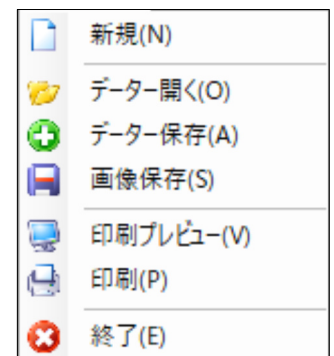 新規(N)
データー開く(O)
データー保存(A)
画像保存(S)
印刷プレビュー(V)
印刷(P)
終了(E)